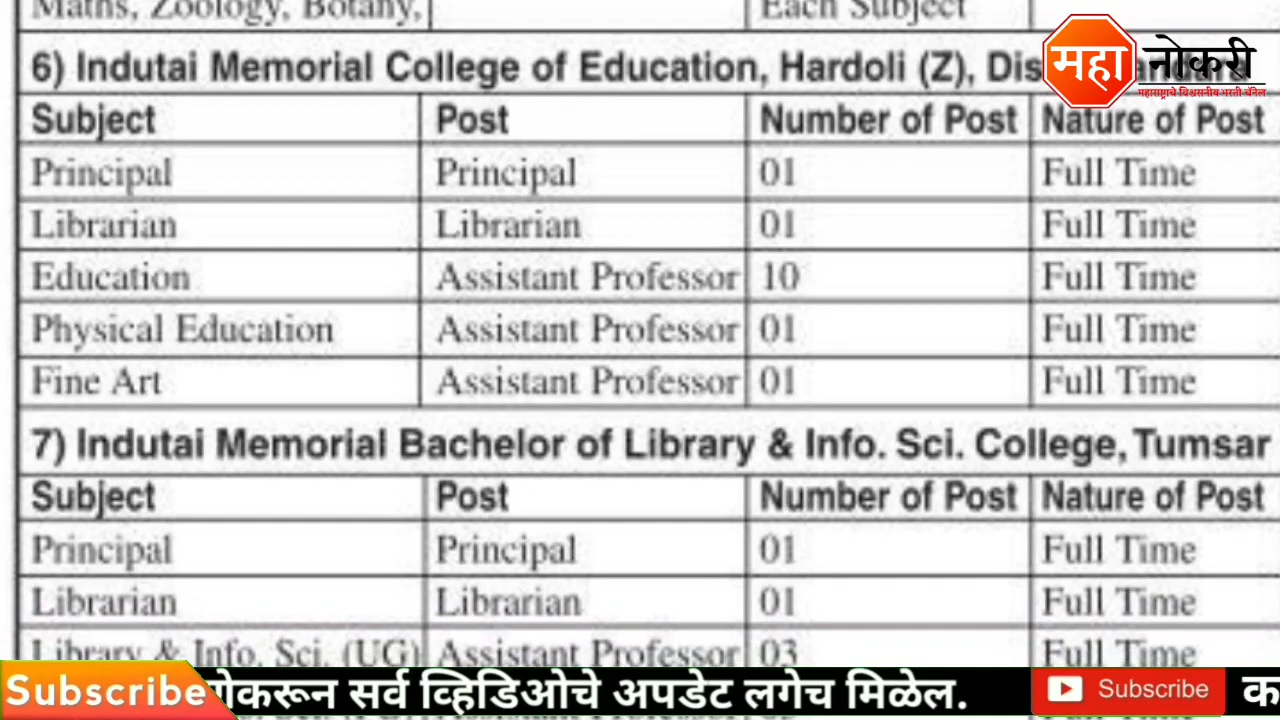 Maths, Zoology, Botany, Each Subject
6) Indutai Memorial College of Education, Hardoli (Z),
महा नोकरी
महाराष्ट्राचे विश्वसनीय भरती चॅनेल
Subject Post Number of Post Nature of Post
Principal Principal 01 Full Time
Librarian Librarian 01 Full Time
Education Assistant Professor 10 Full Time
Physical Education Assistant Professor 01 Full Time
Fine Art Assistant Professor 01 Full Time
7) Indutai Memorial Bachelor of Library & Info. Sci. College, Tumsar
Subject Post Number of Post Nature of Post
Principal Principal 01 Full Time
Librarian Librarian 01 Full Time
Library & Info. Sci. (UG) Assistant Professor 03 Full Time
Subscribe सर्व व्हिडिओचे अपडेट लगेच मिळेल. Subscribe